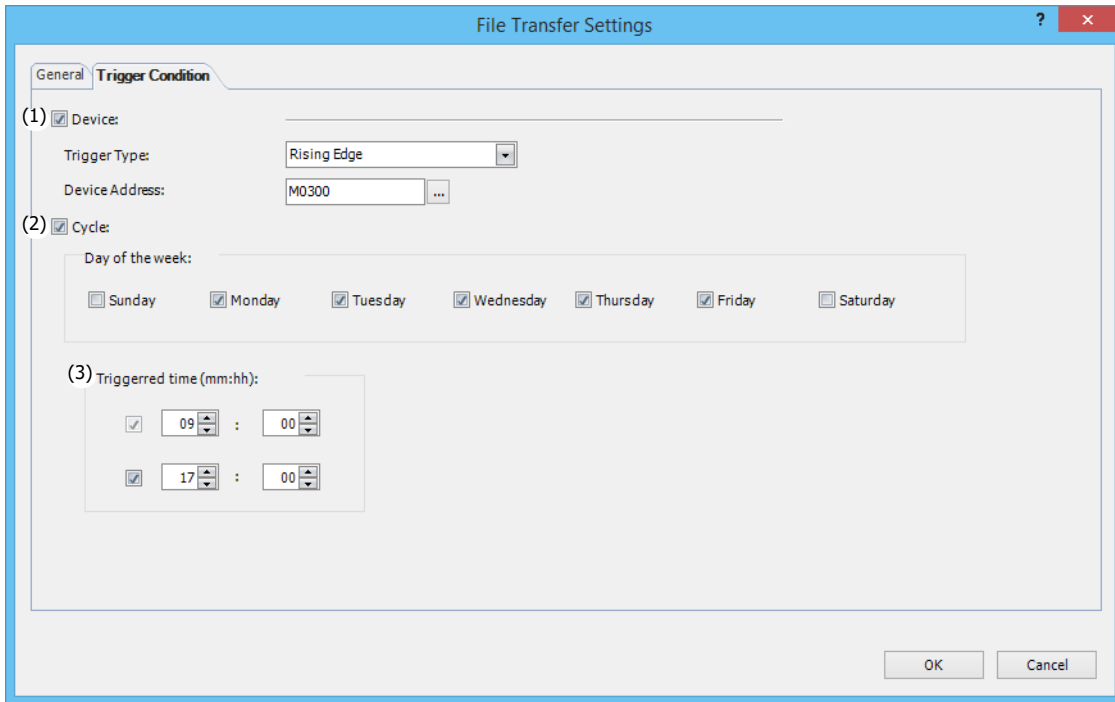 File Transfer Settings ? ×
General Trigger Condition
(1) Device:
Trigger Type: Rising Edge
Device Address: M0300 ...
(2) Cycle:
Day of the week:
Sunday Monday Tuesday Wednesday Thursday Friday Saturday
(3) Triggerred time (mm:hh):
09 : 00
17 : 00
OK Cancel